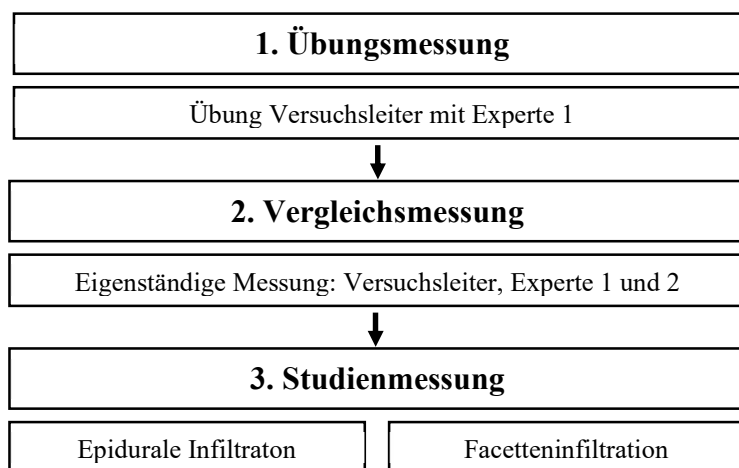 1. Übungsmessung
Übung Versuchsleiter mit Experte 1
2. Vergleichsmessung
Eigenständige Messung: Versuchsleiter, Experte 1 und 2
3. Studienmessung
Epidurale Infiltraton
Facetteninfiltration